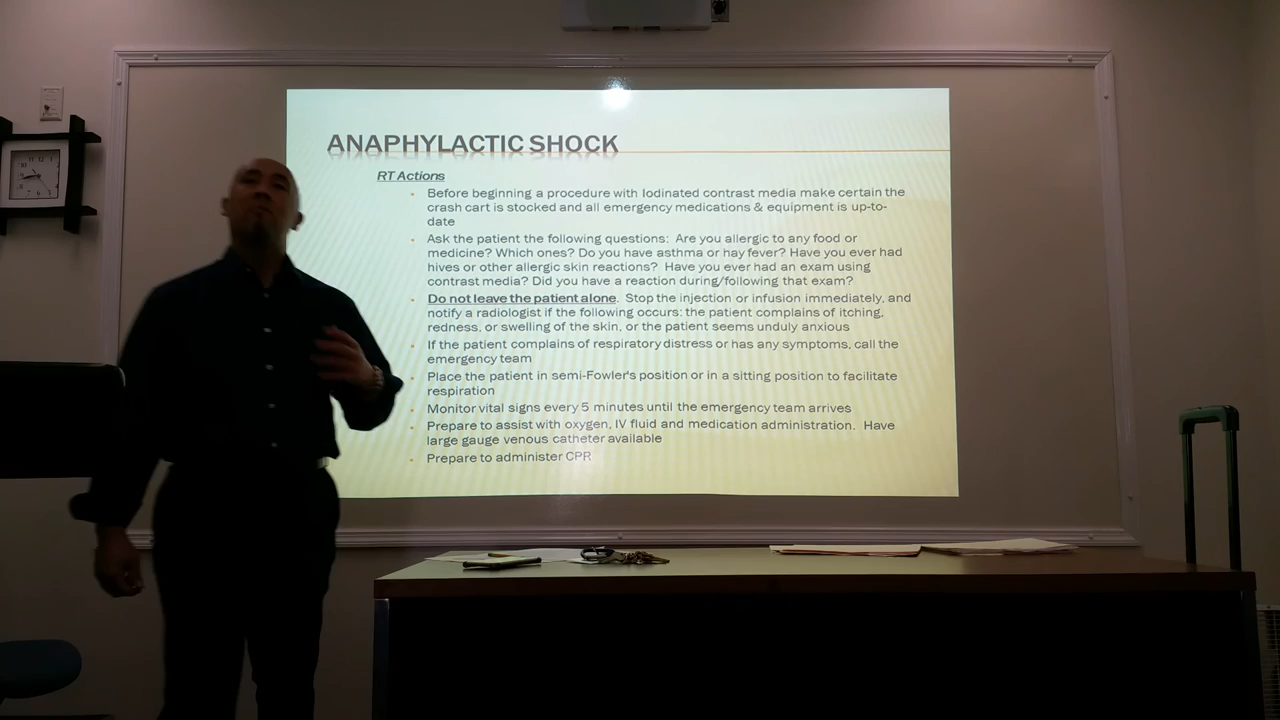 ANAPHYLACTIC SHOCK
RT Actions
Before beginning a procedure with Iodinated contrast media make certain the
crash cart is stocked and all emergency medications & equipment is up-to-
date
Ask the patient the following questions: Are you allergic to any food or
medicine? Which ones? Do you have asthma or hay fever? Have you ever had
hives or other allergic skin reactions? Have you ever had an exam using
contrast media? Did you have a reaction during/following that exam?
Do not leave the patient alone. Stop the injection or infusion immediately, and
notify a radiologist if the following occurs: the patient complains of itching,
redness, or swelling of the skin, or the patient seems unduly anxious
If the patient complains of respiratory distress or has any symptoms, call the
emergency team
Place the patient in semi-Fowler's position or in a sitting position to facilitate
respiration
Monitor vital signs every 5 minutes until the emergency team arrives
Prepare to assist with oxygen, IV fluid and medication administration. Have
large gauge venous catheter available
Prepare to administer CPR